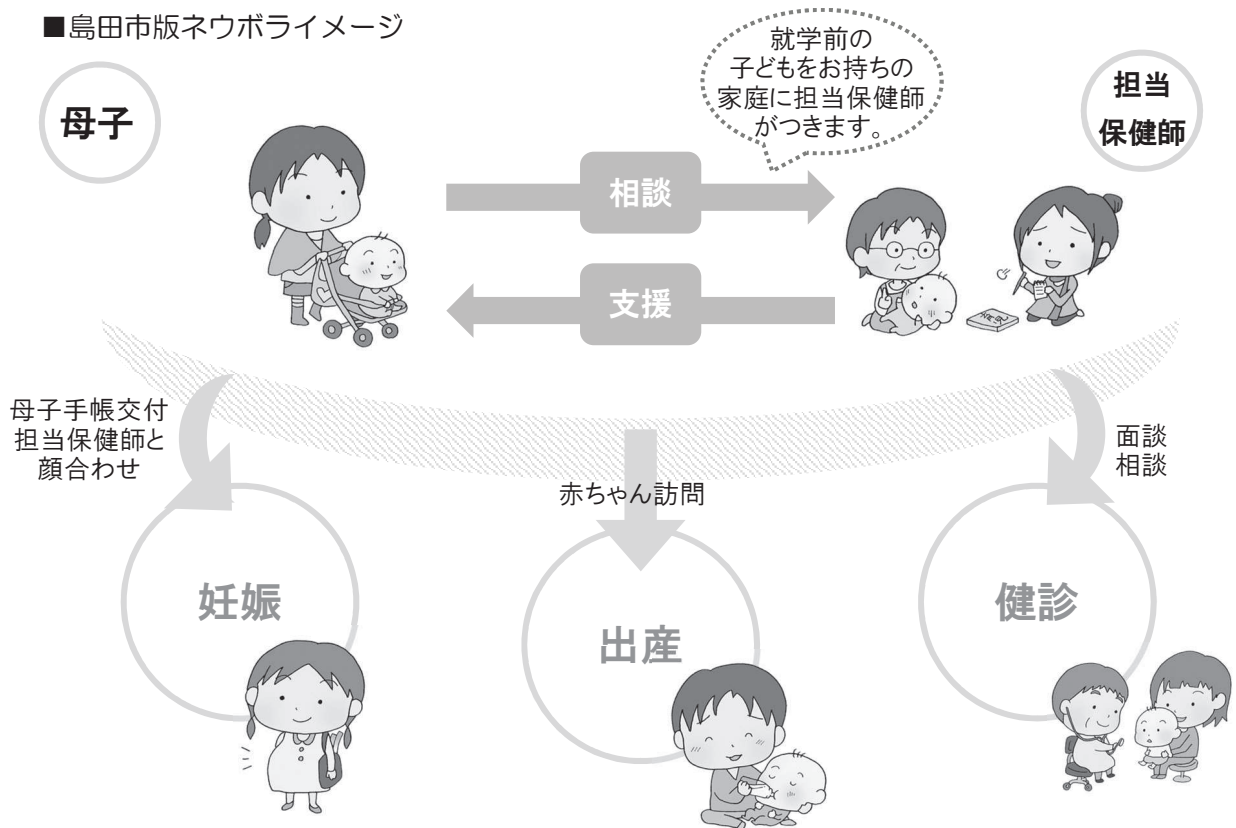 ■島田市版ネウボライメージ
就学前の
子どもをお持ちの
家庭に担当保健師
がつきます。
母子
担当
保健師
相談
支援
母子手帳交付
担当保健師と
顔合わせ
赤ちゃん訪問
面談
相談
妊娠
出産
健診